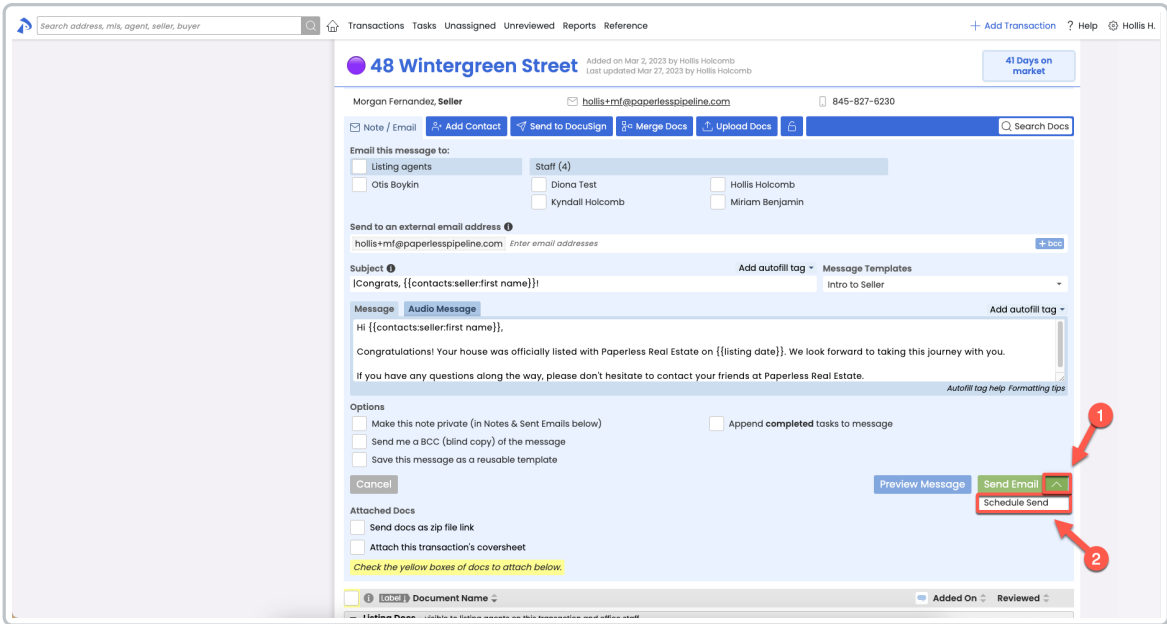 Search address, mls, agent, seller, buyer
Transactions Tasks Unassigned Unreviewed Reports Reference
+ Add Transaction ? Help Hollis H.
48 Wintergreen Street
Added on Mar 2, 2023 by Hollis Holcomb
Last updated Mar 27, 2023 by Hollis Holcomb
41 Days on
market
Morgan Fernandez, Seller hollis+mf@paperlesspipeline.com 845-827-6230
Note / Email Add Contact Send to DocuSign Merge Docs Upload Docs Search Docs
Email this message to:
Listing agents Staff (4)
Otis Boykin Diona Test Hollis Holcomb
Kyndall Holcomb Miriam Benjamin
Send to an external email address
hollis+mf@paperlesspipeline.com Enter email addresses + bcc
Subject Add autofill tag Message Templates
Congrats, {{contacts:seller:first name}}! Intro to Seller
Message Audio Message Add autofill tag
Hi {{contacts:seller:first name}},
Congratulations! Your house was officially listed with Paperless Real Estate on {{listing date}}. We look forward to taking this journey with you.
If you have any questions along the way, please don't hesitate to contact your friends at Paperless Real Estate.
Autofill tag help Formatting tips
Options
Make this note private (in Notes & Sent Emails below) Append completed tasks to message
Send me a BCC (blind copy) of the message
Save this message as a reusable template
1
Cancel Preview Message Send Email
Schedule Send
Attached Docs
Send docs as zip file link
Attach this transaction's coversheet
2
Check the yellow boxes of docs to attach below.
Label Document Name Added On Reviewed
Listing Docs visible to listing agents on this transaction and office staff